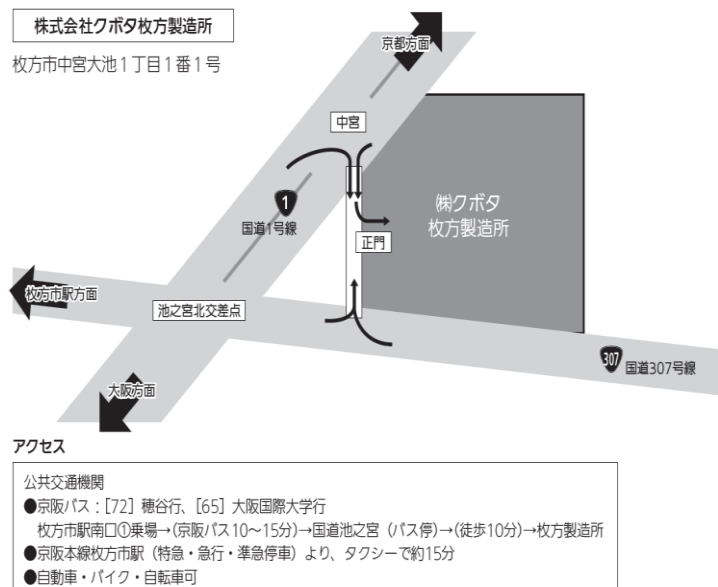 株式会社クボタ枚方製造所
枚方市中宮大池1丁目1番1号
京都方面
中宮
1
国道1号線
㈱クボタ
枚方製造所
正門
枚方市駅方面
池之宮北交差点
307
国道307号線
大阪方面
アクセス
公共交通機関
●京阪バス：[72] 穂谷行、[65] 大阪国際大学行
枚方市駅南口①乗場→(京阪バス10～15分)→国道池之宮（バス停）→(徒歩10分)→枚方製造所
●京阪本線枚方市駅（特急・急行・準急停車）より、タクシーで約15分
●自動車・バイク・自転車可